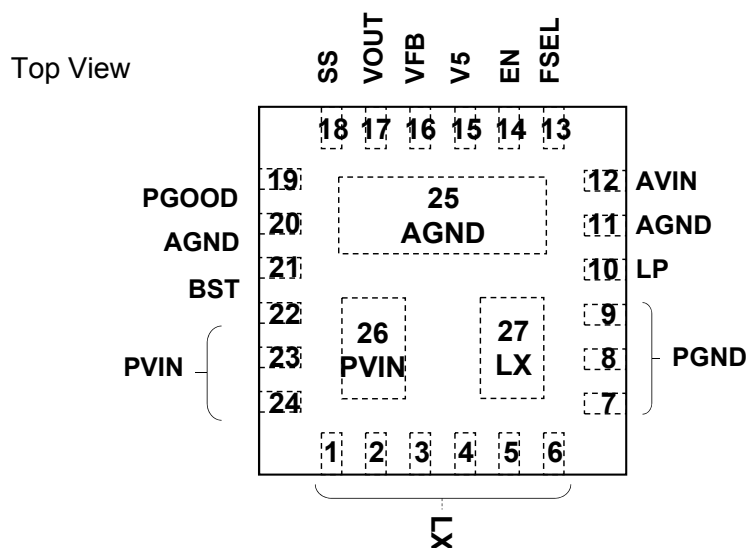 Top View
SS
VOUT
VFB
V5
EN
FSEL
18 17 16 15 14 13
19
PGOOD
20
AGND
21
BST
22
23
24
PVIN
25
AGND
26
PVIN
27
LX
12 AVIN
11 AGND
10 LP
9
8
7
PGND
1 2 3 4 5 6
LX